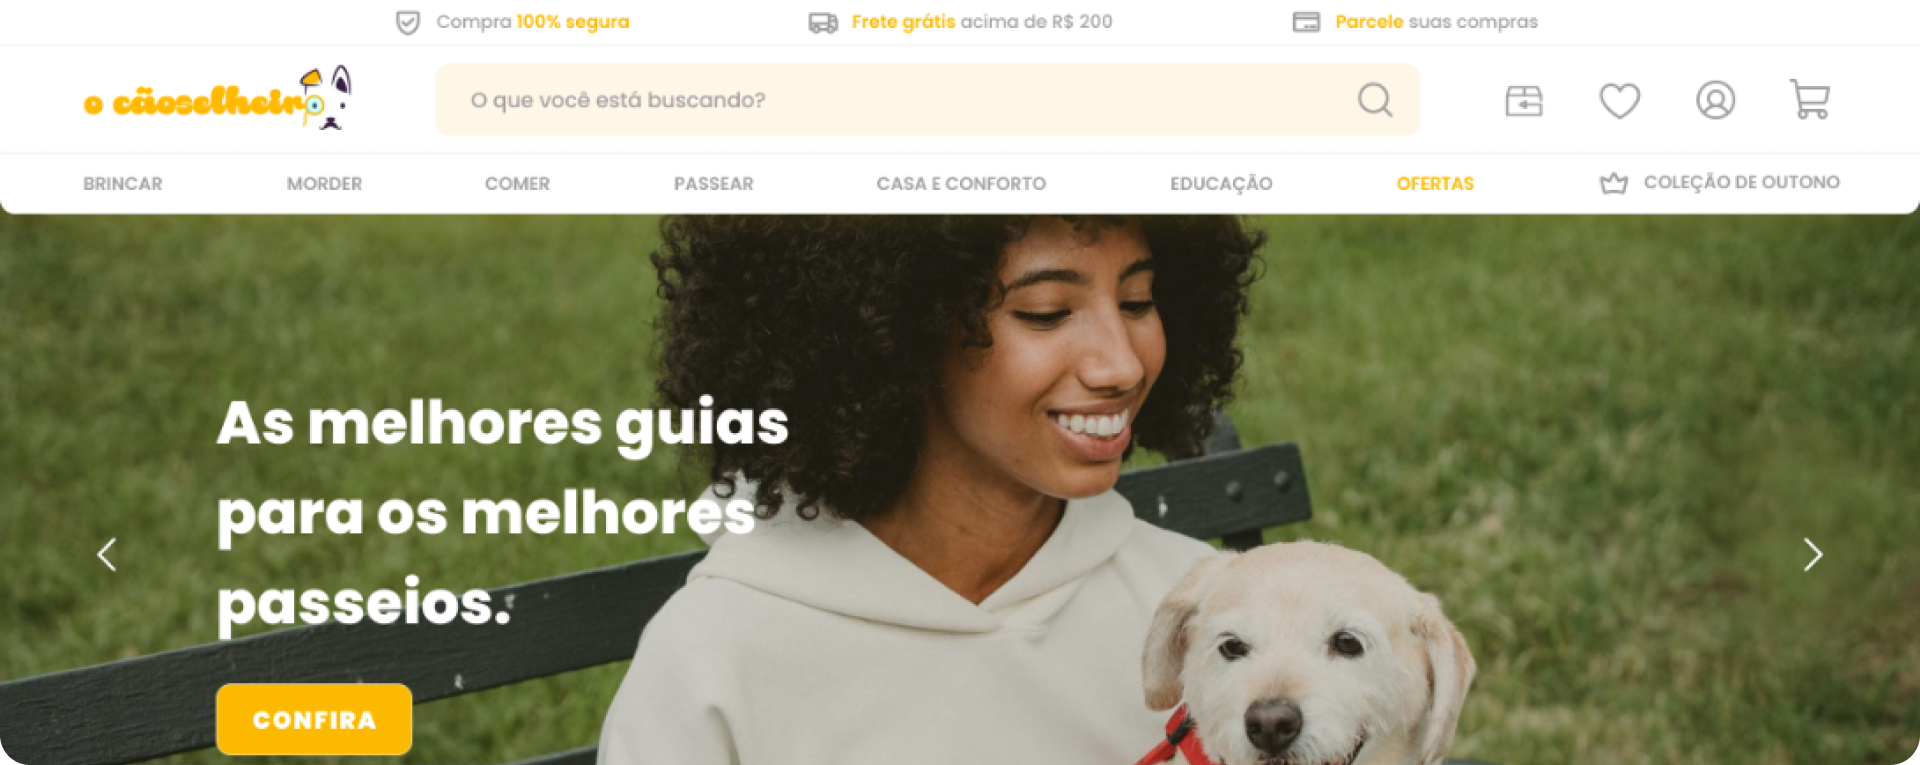 Compra 100% segura
Frete grátis acima de R$ 200
Parcele suas compras
o cãoselheiro
O que você está buscando?
BRINCAR
MORDER
COMER
PASSEAR
CASA E CONFORTO
EDUCAÇÃO
OFERTAS
COLEÇÃO DE OUTONO
As melhores guias
para os melhores
passeios.
CONFIRA